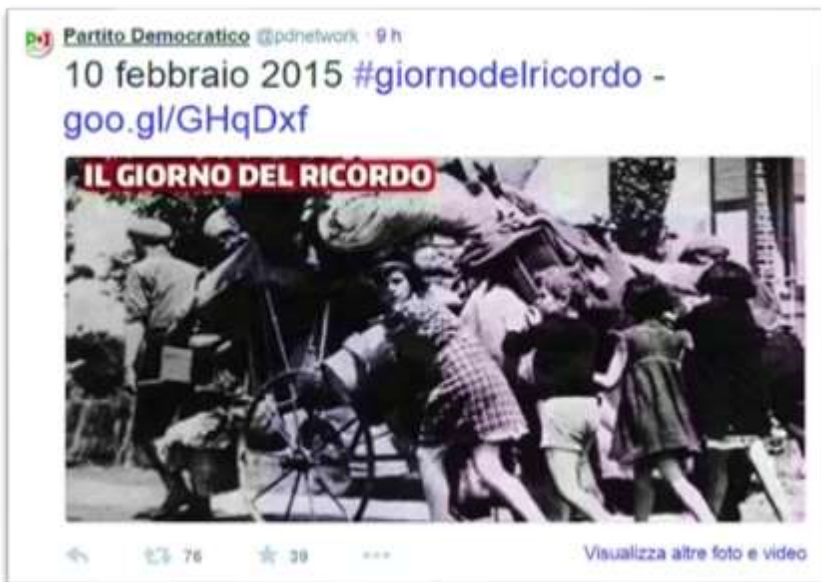 Partito Democratico @pdnetwork · 9 h
10 febbraio 2015 #giornodelricordo -
goo.gl/GHqDxf
IL GIORNO DEL RICORDO
76 39
Visualizza altre foto e video